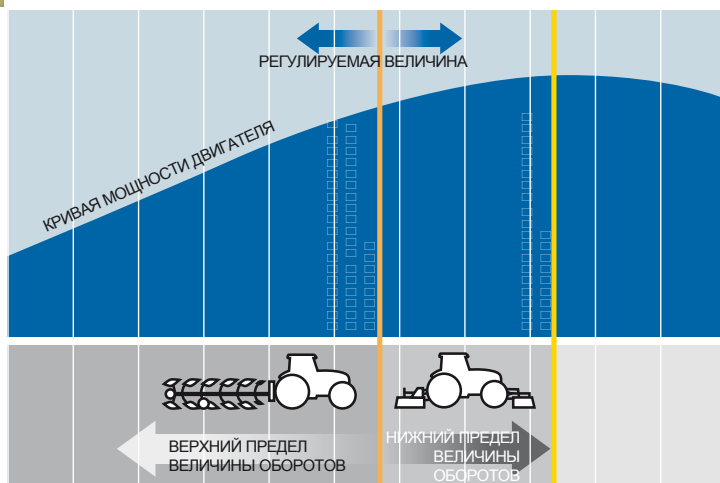 РЕГУЛИРУЕМАЯ ВЕЛИЧИНА
КРИВАЯ МОЩНОСТИ ДВИГАТЕЛЯ
ВЕРХНИЙ ПРЕДЕЛ
ВЕЛИЧИНЫ ОБОРОТОВ
НИЖНИЙ ПРЕДЕЛ
ВЕЛИЧИНЫ
ОБОРОТОВ